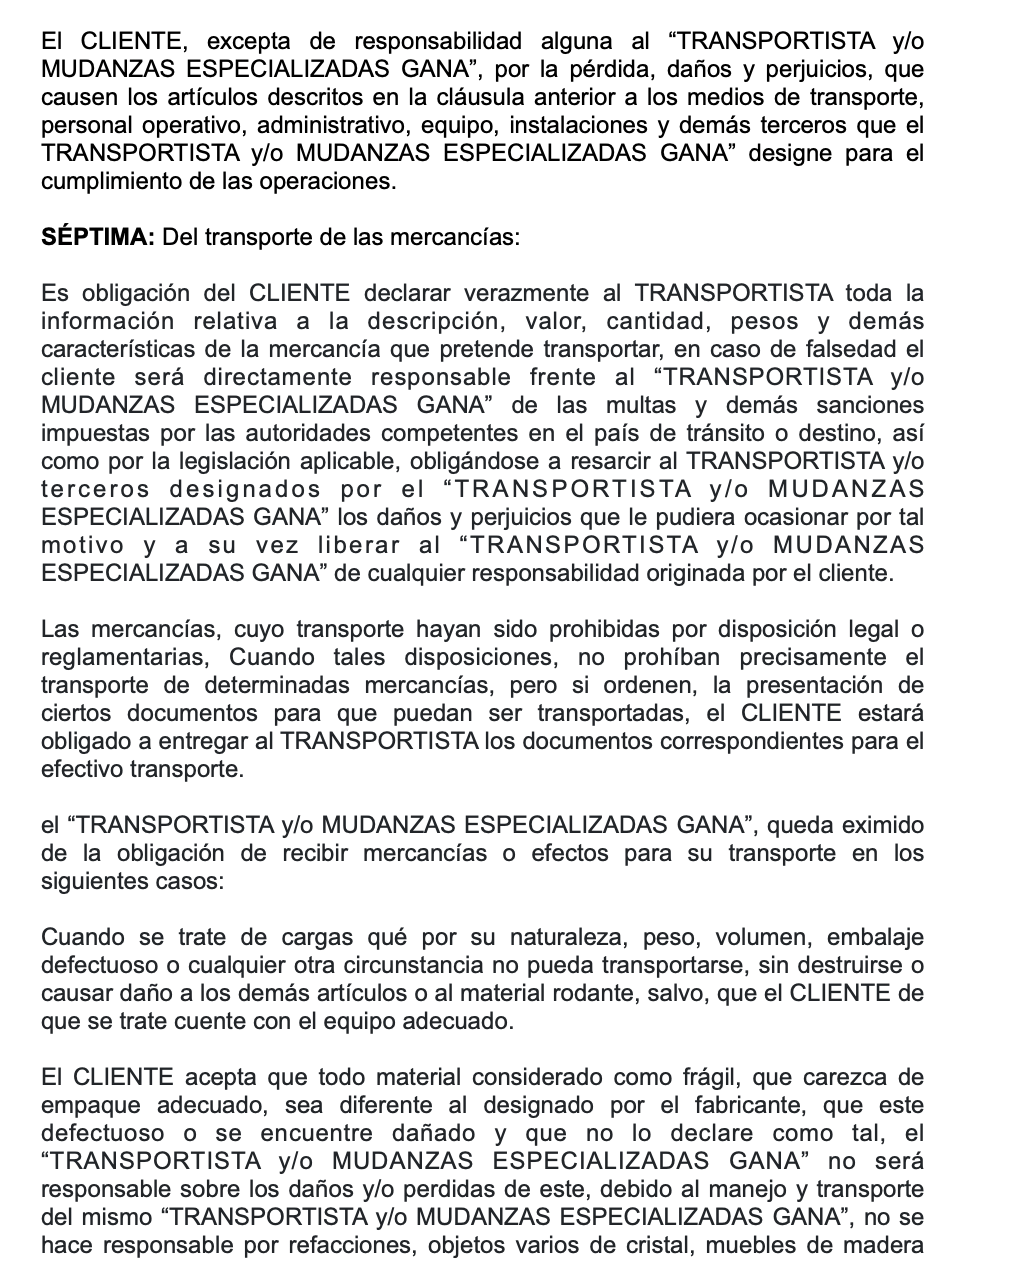 El CLIENTE, excepta de responsabilidad alguna al “TRANSPORTISTA y/o
MUDANZAS ESPECIALIZADAS GANA”, por la pérdida, daños y perjuicios, que
causen los artículos descritos en la cláusula anterior a los medios de transporte,
personal operativo, administrativo, equipo, instalaciones y demás terceros que el
TRANSPORTISTA y/o MUDANZAS ESPECIALIZADAS GANA” designe para el
cumplimiento de las operaciones.
SÉPTIMA: Del transporte de las mercancías:
Es obligación del CLIENTE declarar verazmente al TRANSPORTISTA toda la
información relativa a la descripción, valor, cantidad, pesos y demás
características de la mercancía que pretende transportar, en caso de falsedad el
cliente será directamente responsable frente al “TRANSPORTISTA y/o
MUDANZAS ESPECIALIZADAS GANA” de las multas y demás sanciones
impuestas por las autoridades competentes en el país de tránsito o destino, así
como por la legislación aplicable, obligándose a resarcir al TRANSPORTISTA y/o
terceros designados por el “TRANSPORTISTA y/o MUDANZAS
ESPECIALIZADAS GANA” los daños y perjuicios que le pudiera ocasionar por tal
motivo y a su vez liberar al “TRANSPORTISTA y/o MUDANZAS
ESPECIALIZADAS GANA” de cualquier responsabilidad originada por el cliente.
Las mercancías, cuyo transporte hayan sido prohibidas por disposición legal o
reglamentarias, Cuando tales disposiciones, no prohíban precisamente el
transporte de determinadas mercancías, pero si ordenen, la presentación de
ciertos documentos para que puedan ser transportadas, el CLIENTE estará
obligado a entregar al TRANSPORTISTA los documentos correspondientes para el
efectivo transporte.
el “TRANSPORTISTA y/o MUDANZAS ESPECIALIZADAS GANA”, queda eximido
de la obligación de recibir mercancías o efectos para su transporte en los
siguientes casos:
Cuando se trate de cargas qué por su naturaleza, peso, volumen, embalaje
defectuoso o cualquier otra circunstancia no pueda transportarse, sin destruirse o
causar daño a los demás artículos o al material rodante, salvo, que el CLIENTE de
que se trate cuente con el equipo adecuado.
El CLIENTE acepta que todo material considerado como frágil, que carezca de
empaque adecuado, sea diferente al designado por el fabricante, que este
defectuoso o se encuentre dañado y que no lo declare como tal, el
“TRANSPORTISTA y/o MUDANZAS ESPECIALIZADAS GANA” no será
responsable sobre los daños y/o perdidas de este, debido al manejo y transporte
del mismo “TRANSPORTISTA y/o MUDANZAS ESPECIALIZADAS GANA”, no se
hace responsable por refacciones, objetos varios de cristal, muebles de madera